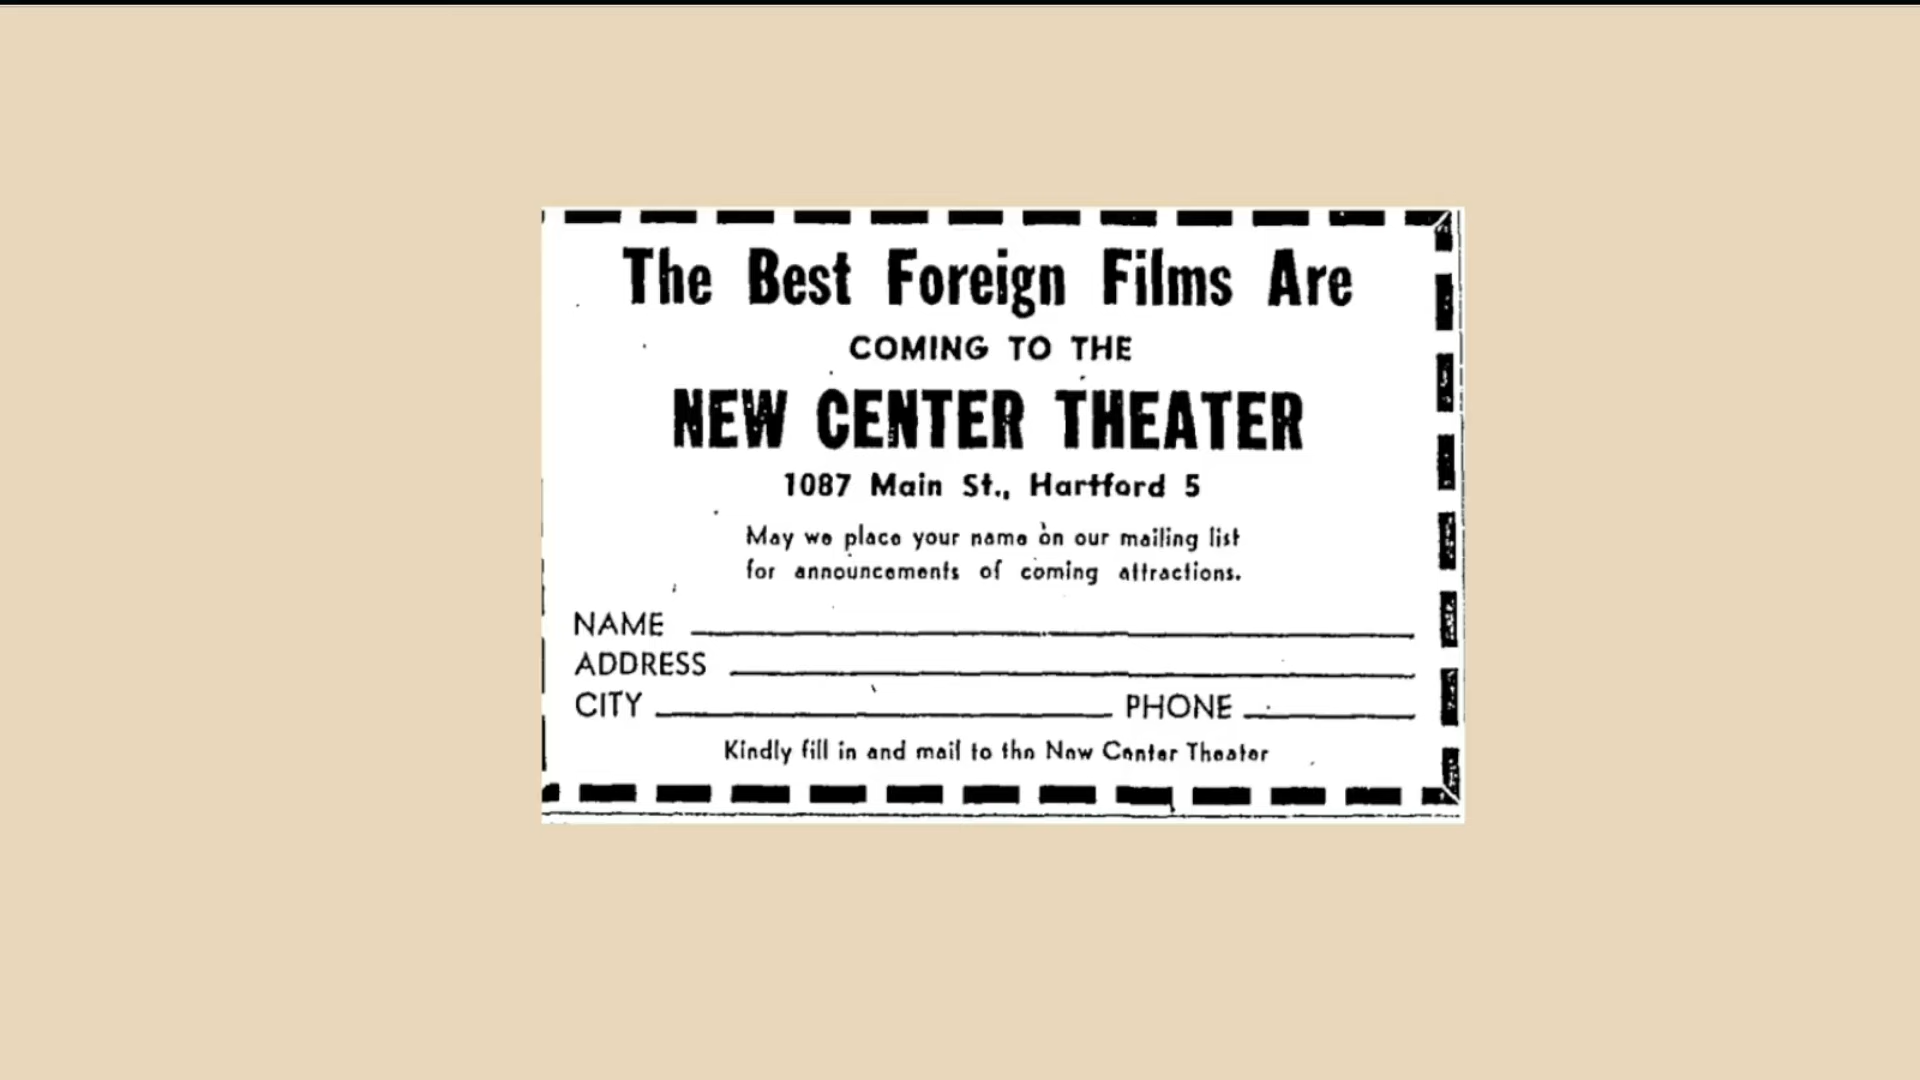 The Best Foreign Films Are
COMING TO THE
NEW CENTER THEATER
1087 Main St., Hartford 5
May we place your name on our mailing list
for announcements of coming attractions.
NAME
ADDRESS
CITY PHONE
Kindly fill in and mail to the New Center Theater